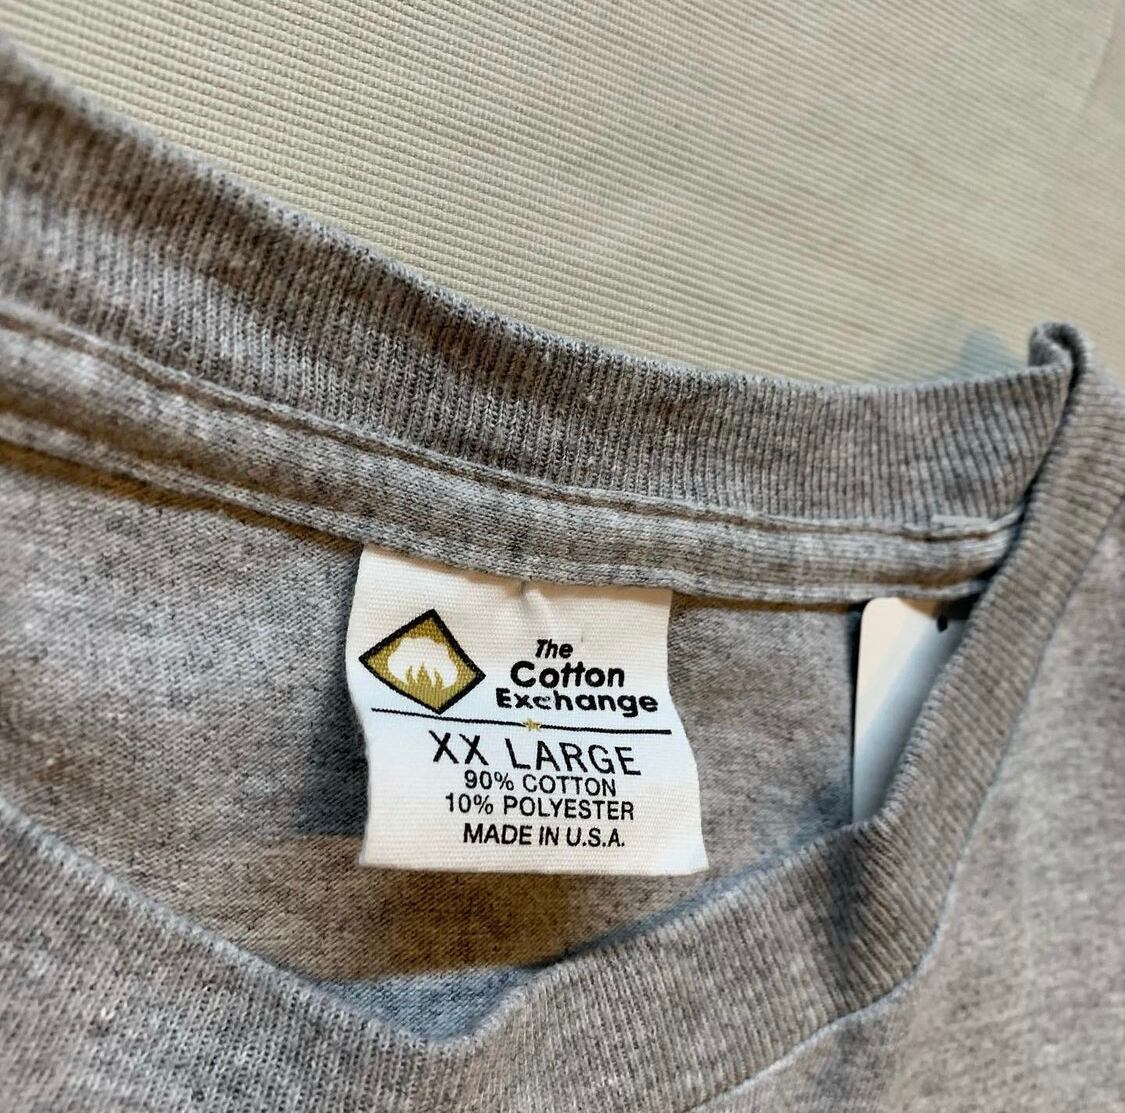 The
Cotton
Exchange
XX LARGE
90% COTTON
10% POLYESTER
MADE IN U.S.A.